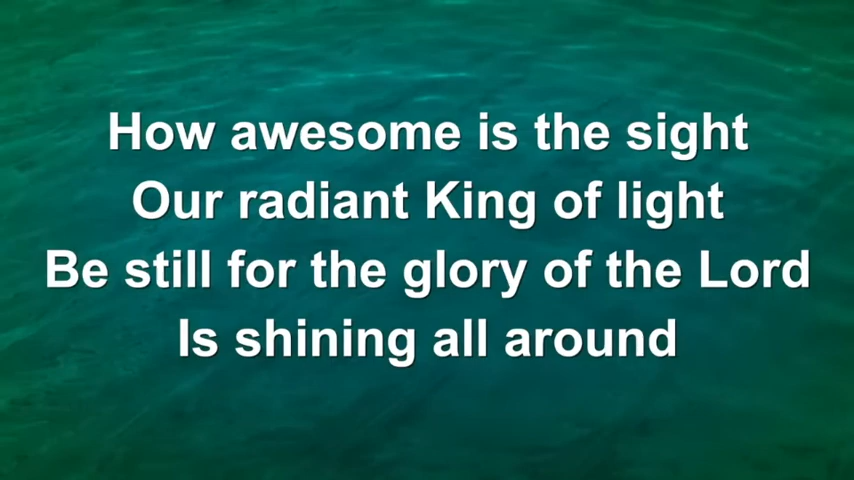 How awesome is the sight
Our radiant King of light
Be still for the glory of the Lord
Is shining all around